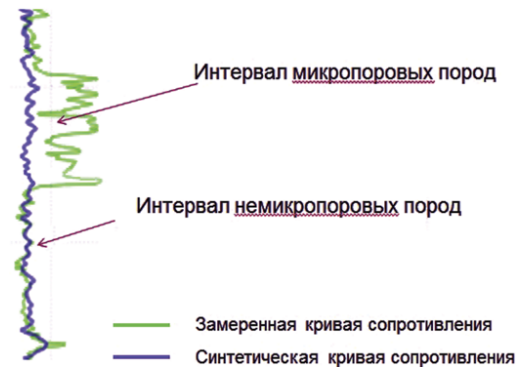 Интервал микропоровых пород
Интервал немикропоровых пород
Замеренная кривая сопротивления
Синтетическая кривая сопротивления